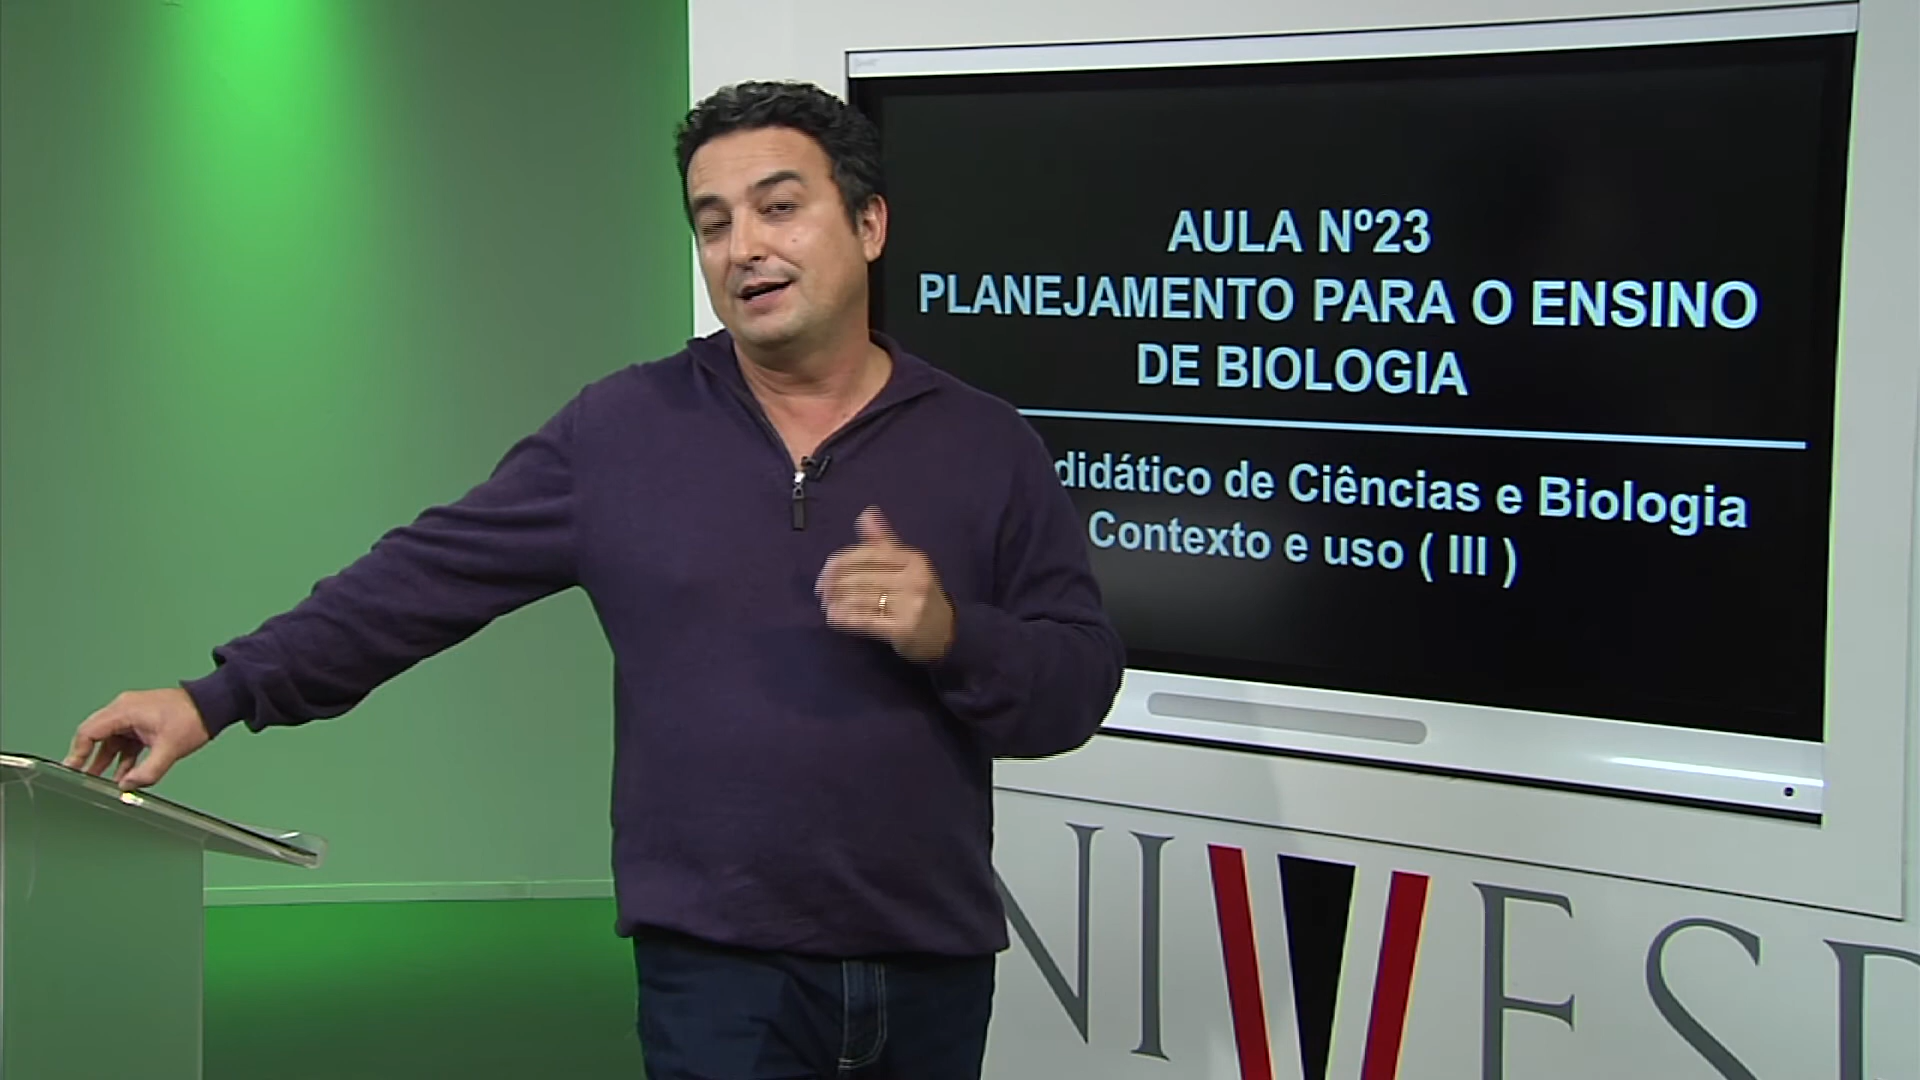 AULA Nº23
PLANEJAMENTO PARA O ENSINO
DE BIOLOGIA
didático de Ciências e Biologia
Contexto e uso ( III )
NIVESP